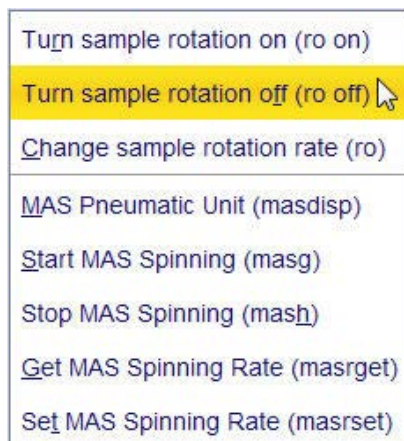 Turn sample rotation on (ro on)
Turn sample rotation off (ro off)
Change sample rotation rate (ro)
MAS Pneumatic Unit (masdisp)
Start MAS Spinning (masg)
Stop MAS Spinning (mash)
Get MAS Spinning Rate (masrget)
Set MAS Spinning Rate (masrset)